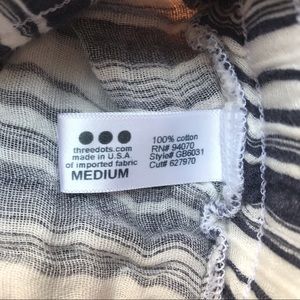 threedots.com
made in U.S.A.
of imported fabric
MEDIUM
100% cotton
RN# 94070
Style# GB6031
Cut# 627970